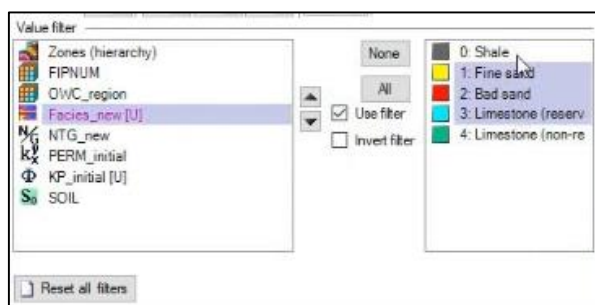 Value filter
Zones (hierarchy)
FIPNUM
OWC_region
Facies_new [U]
NTG_new
PERM_initial
KP_initial [U]
SOIL
None
All
Use filter
Invert filter
0: Shale
1: Fine sand
2: Bad sand
3: Limestone (reserv
4: Limestone (non-re
Reset all filters